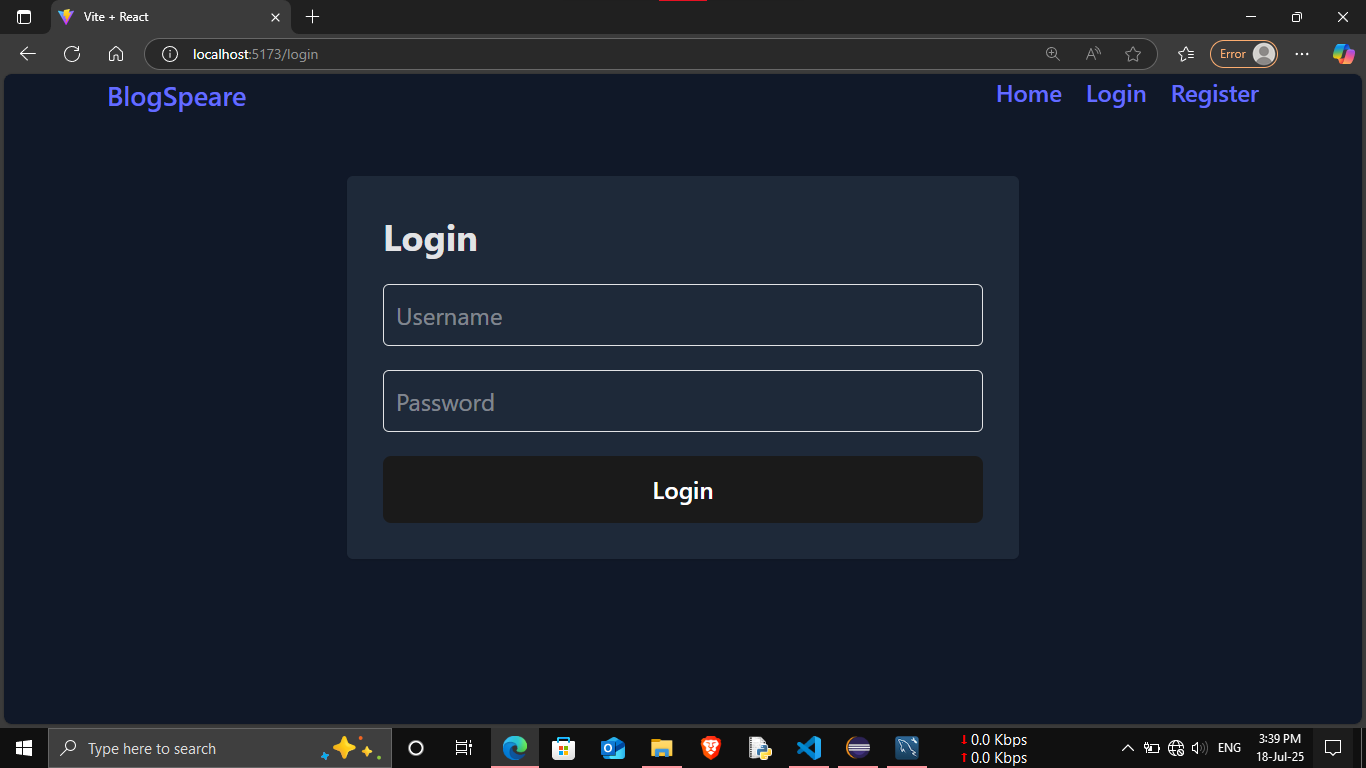 Vite + React
localhost:5173/login
Error
BlogSpeare
Home Login Register
Login
Username
Password
Login
Type here to search
0.0 Kbps
0.0 Kbps
ENG
3:39 PM
18-Jul-25